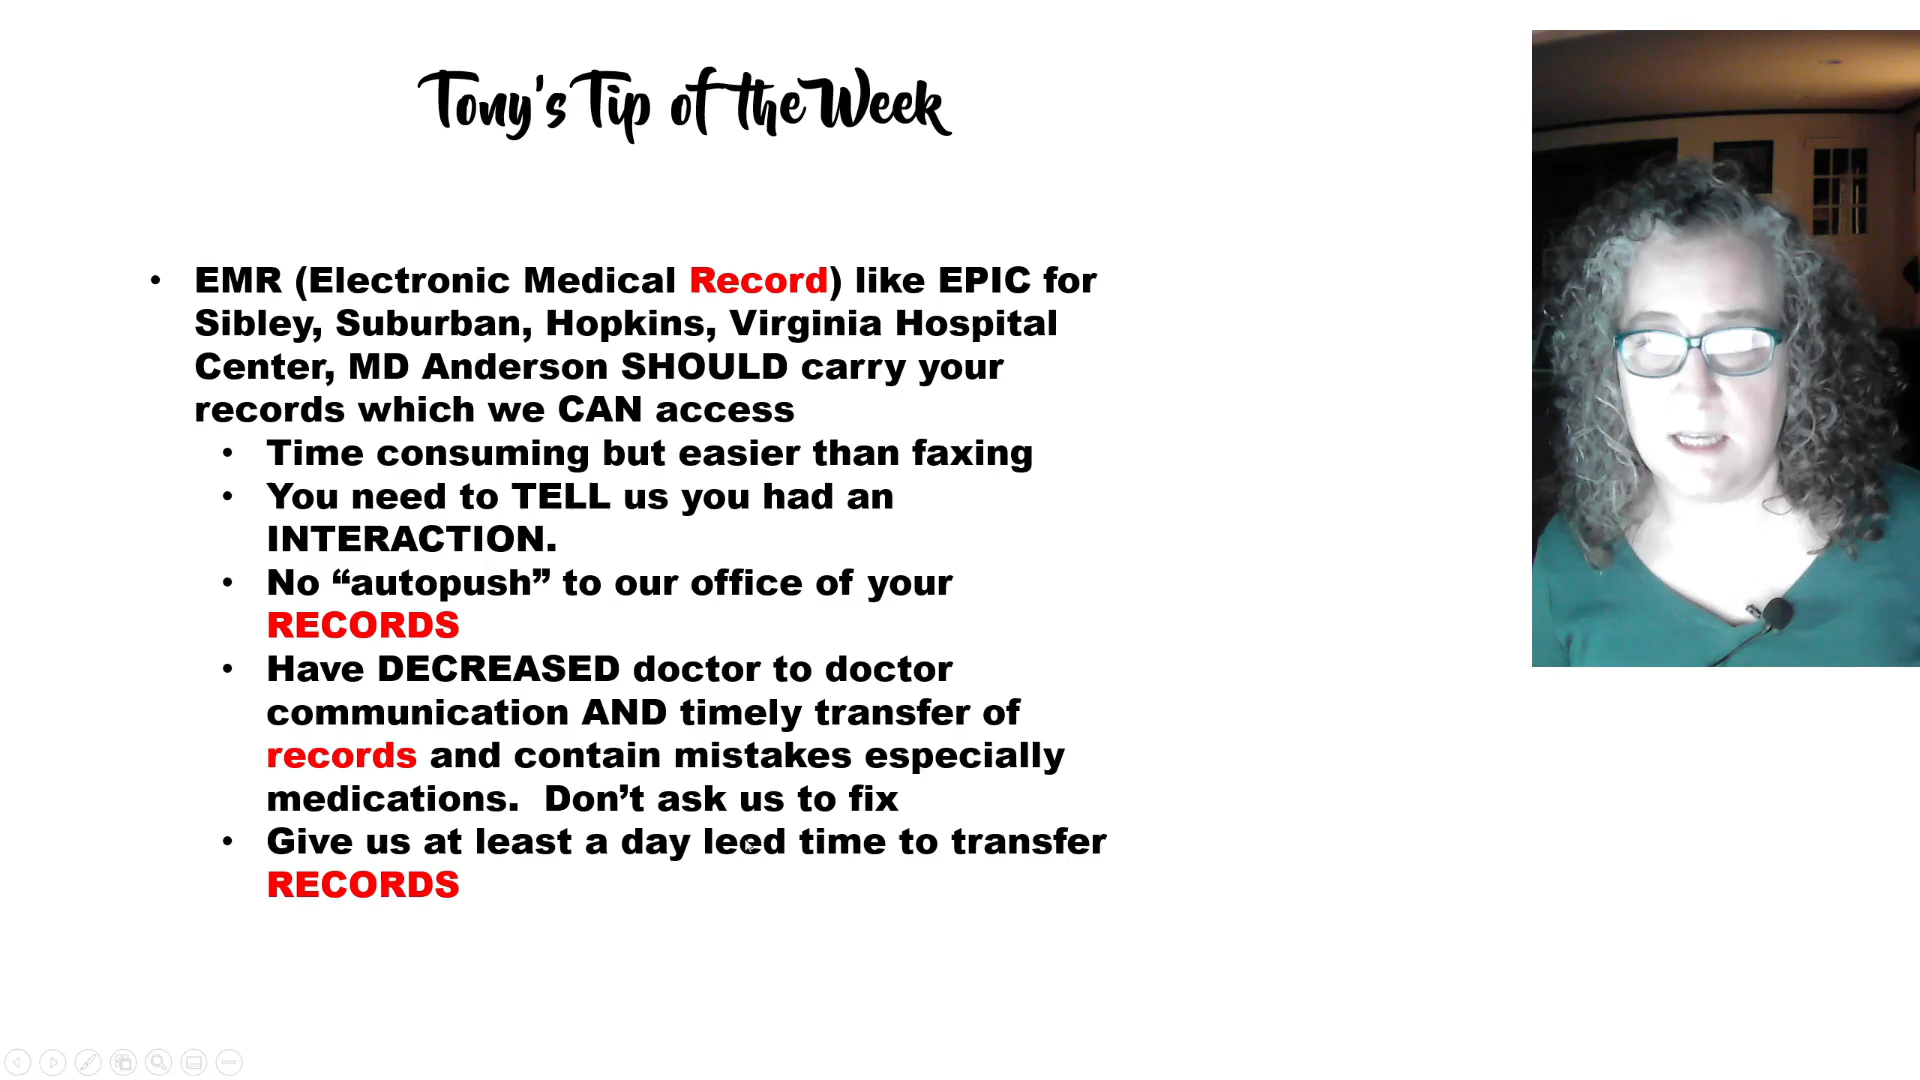 Tony's Tip of the Week
• EMR (Electronic Medical Record) like EPIC for
Sibley, Suburban, Hopkins, Virginia Hospital
Center, MD Anderson SHOULD carry your
records which we CAN access
• Time consuming but easier than faxing
• You need to TELL us you had an
INTERACTION.
• No “autopush” to our office of your
RECORDS
• Have DECREASED doctor to doctor
communication AND timely transfer of
records and contain mistakes especially
medications.  Don’t ask us to fix
• Give us at least a day leed time to transfer
RECORDS